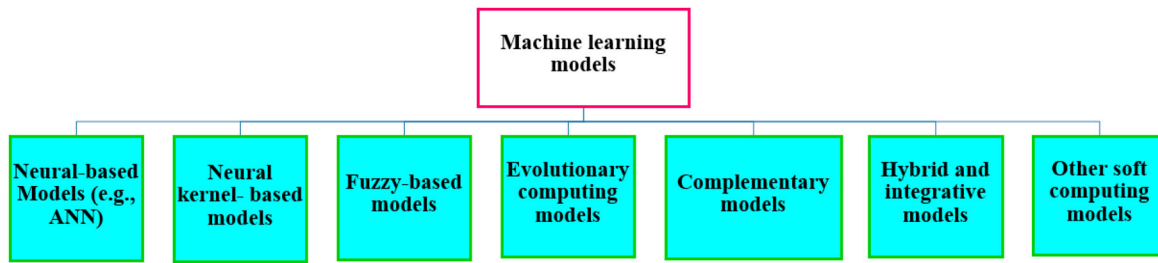 Machine learning
models
Neural-based
Models (e.g.,
ANN)
Neural
kernel- based
models
Fuzzy-based
models
Evolutionary
computing
models
Complementary
models
Hybrid and
integrative
models
Other soft
computing
models